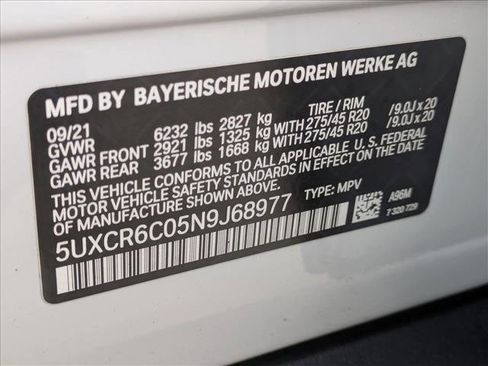 MFD BY BAYERISCHE MOTOREN WERKE AG
09/21 TIRE / RIM
GVWR 6232 lbs 2827 kg
GAWR FRONT 2921 lbs 1325 kg WITH 275/45 R20 /9.0J x 20
GAWR REAR 3677 lbs 1668 kg WITH 275/45 R20 /9.0J x 20
THIS VEHICLE CONFORMS TO ALL APPLICABLE U.S. FEDERAL
MOTOR VEHICLE SAFETY STANDARDS IN EFFECT ON THE DATE
OF MANUFACTURE SHOWN ABOVE.
5UXCR6C05N9J68977 TYPE: MPV
A96M
7 320 729